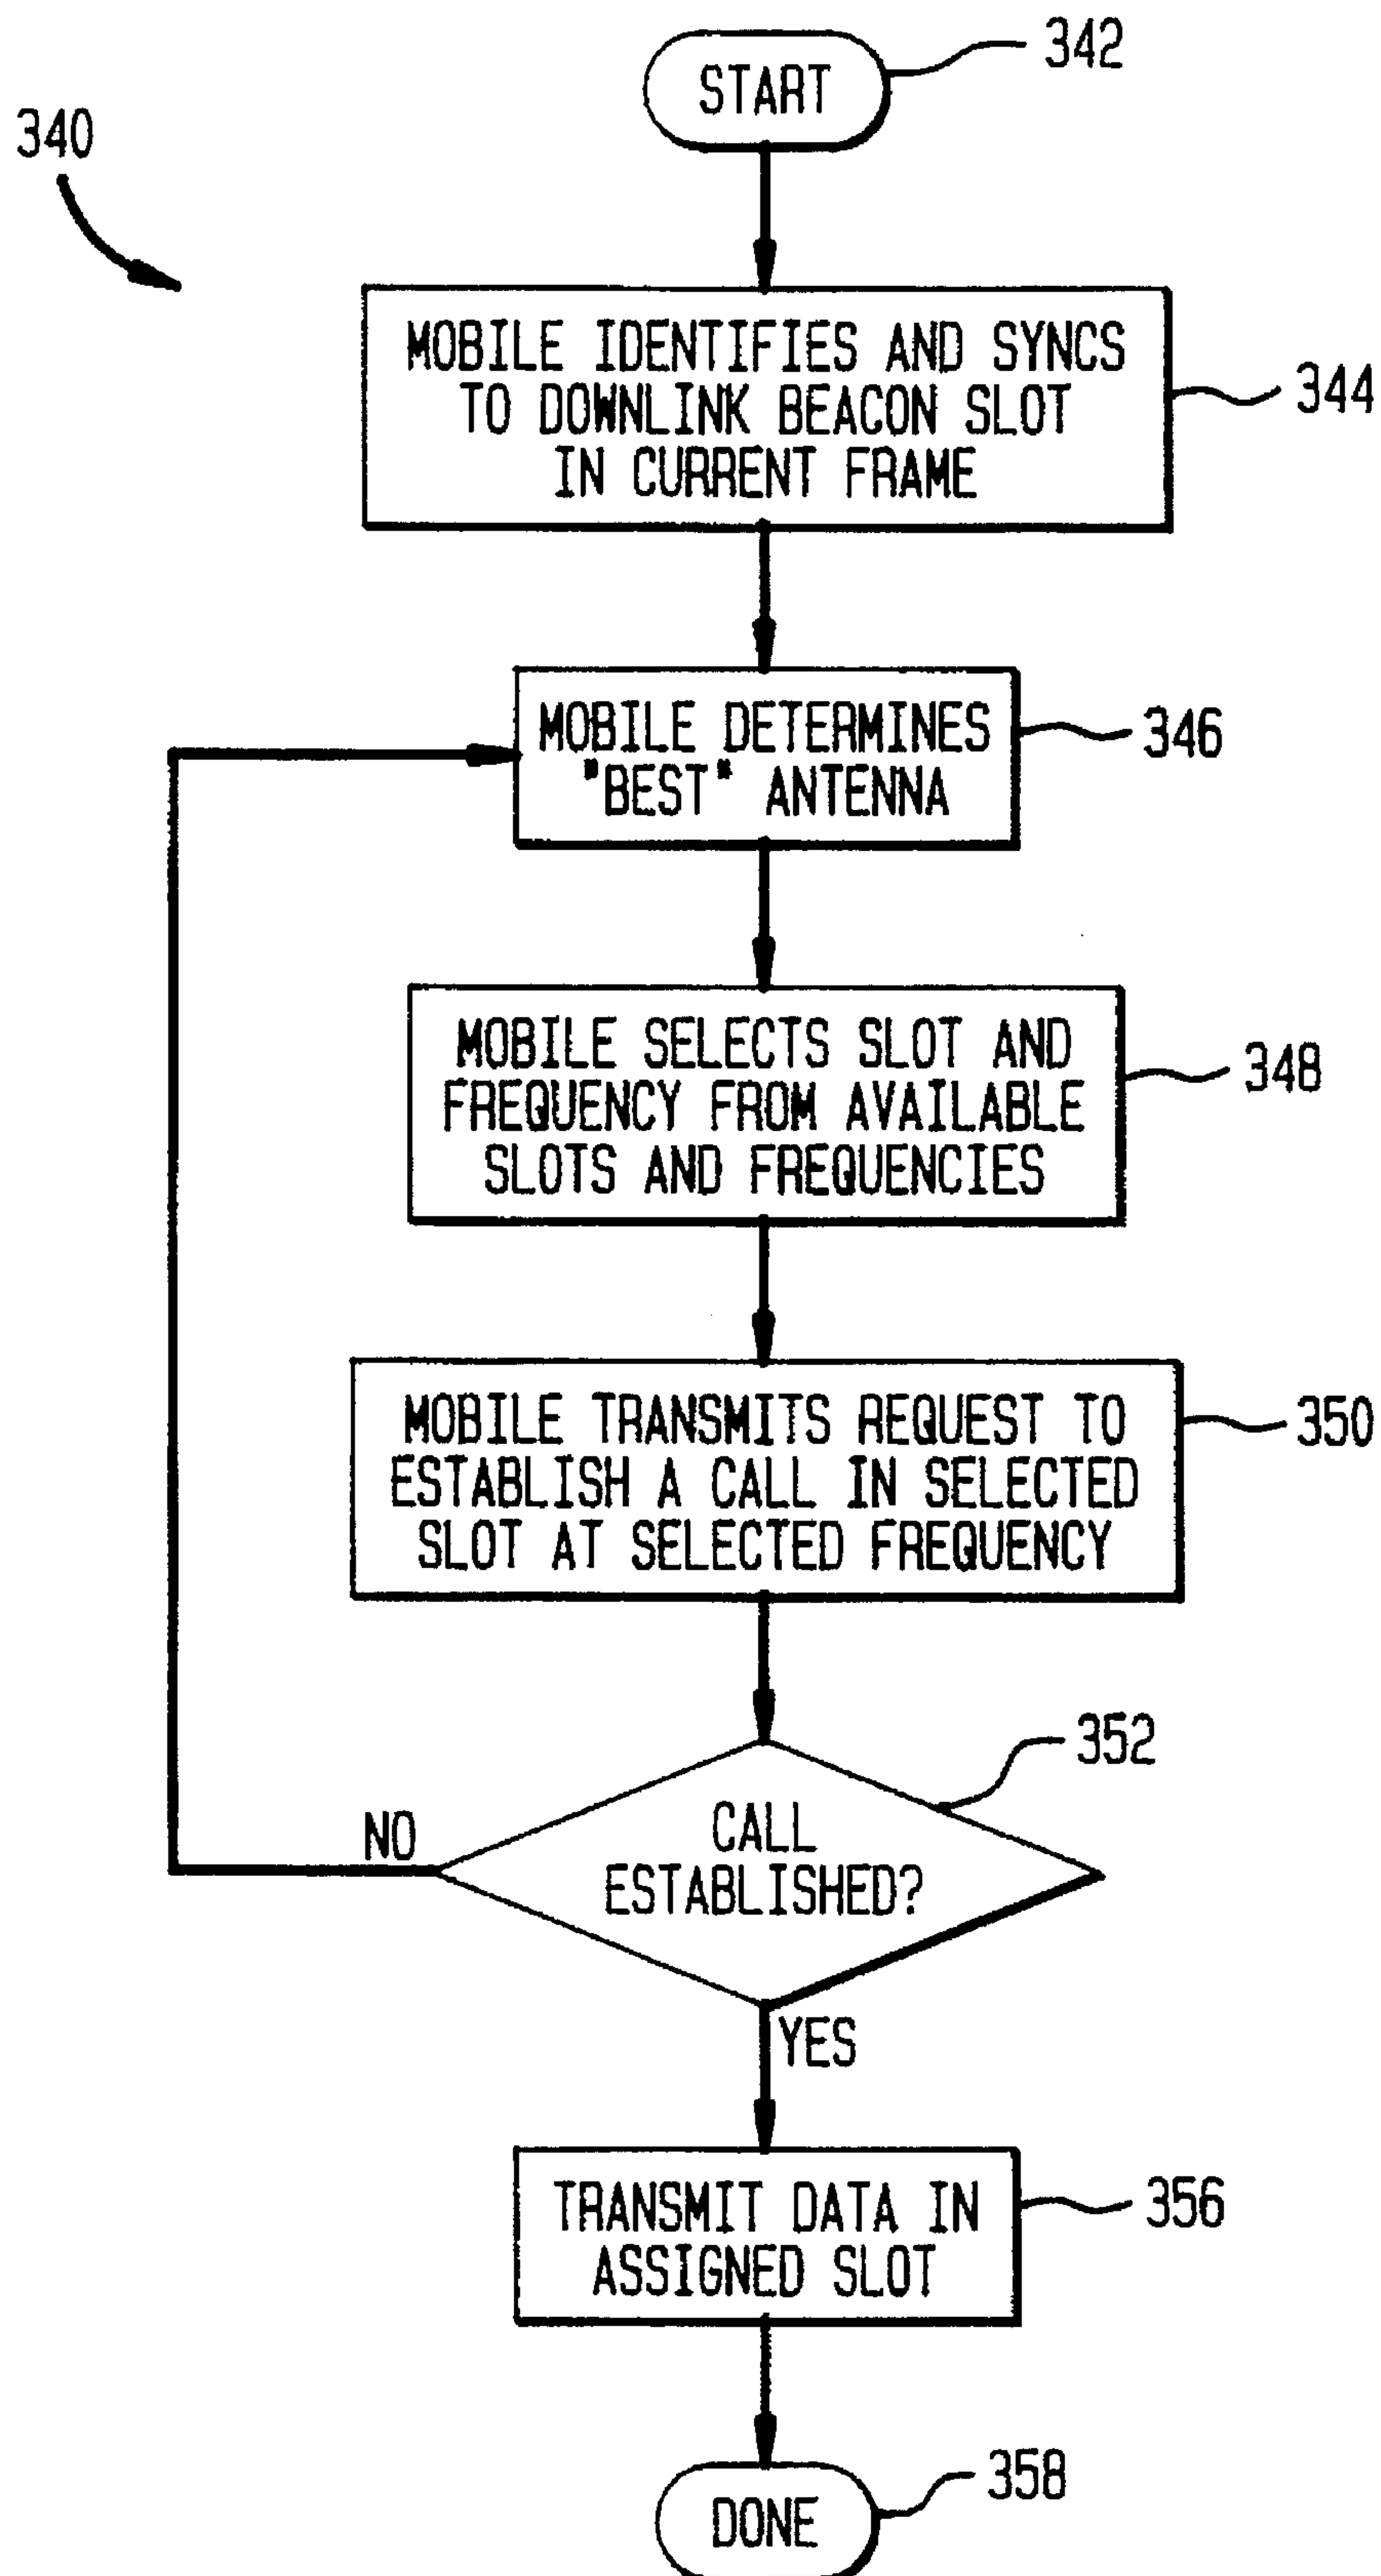 342
START
340
MOBILE IDENTIFIES AND SYNCS
TO DOWNLINK BEACON SLOT
IN CURRENT FRAME
344
MOBILE DETERMINES
"BEST" ANTENNA
346
MOBILE SELECTS SLOT AND
FREQUENCY FROM AVAILABLE
SLOTS AND FREQUENCIES
348
MOBILE TRANSMITS REQUEST TO
ESTABLISH A CALL IN SELECTED
SLOT AT SELECTED FREQUENCY
350
352
CALL
ESTABLISHED?
NO
YES
TRANSMIT DATA IN
ASSIGNED SLOT
356
358
DONE